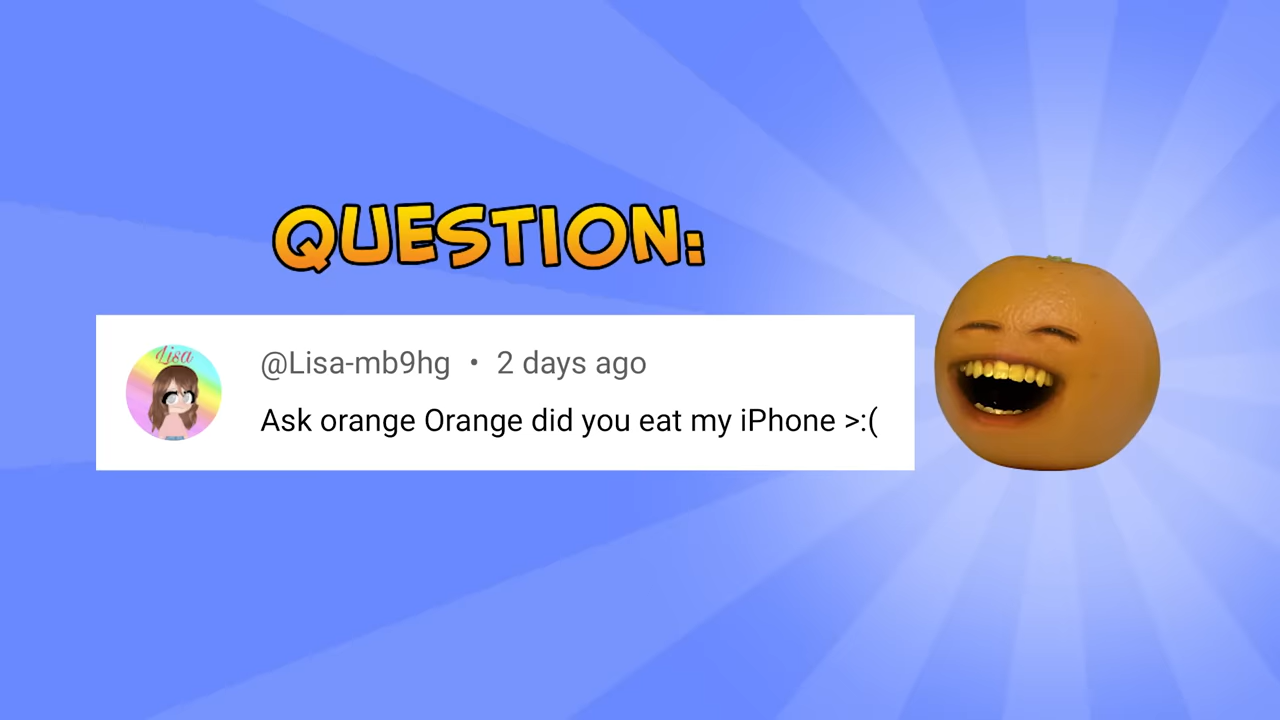 QUESTION:
Lisa
@Lisa-mb9hg • 2 days ago
Ask orange Orange did you eat my iPhone >:(